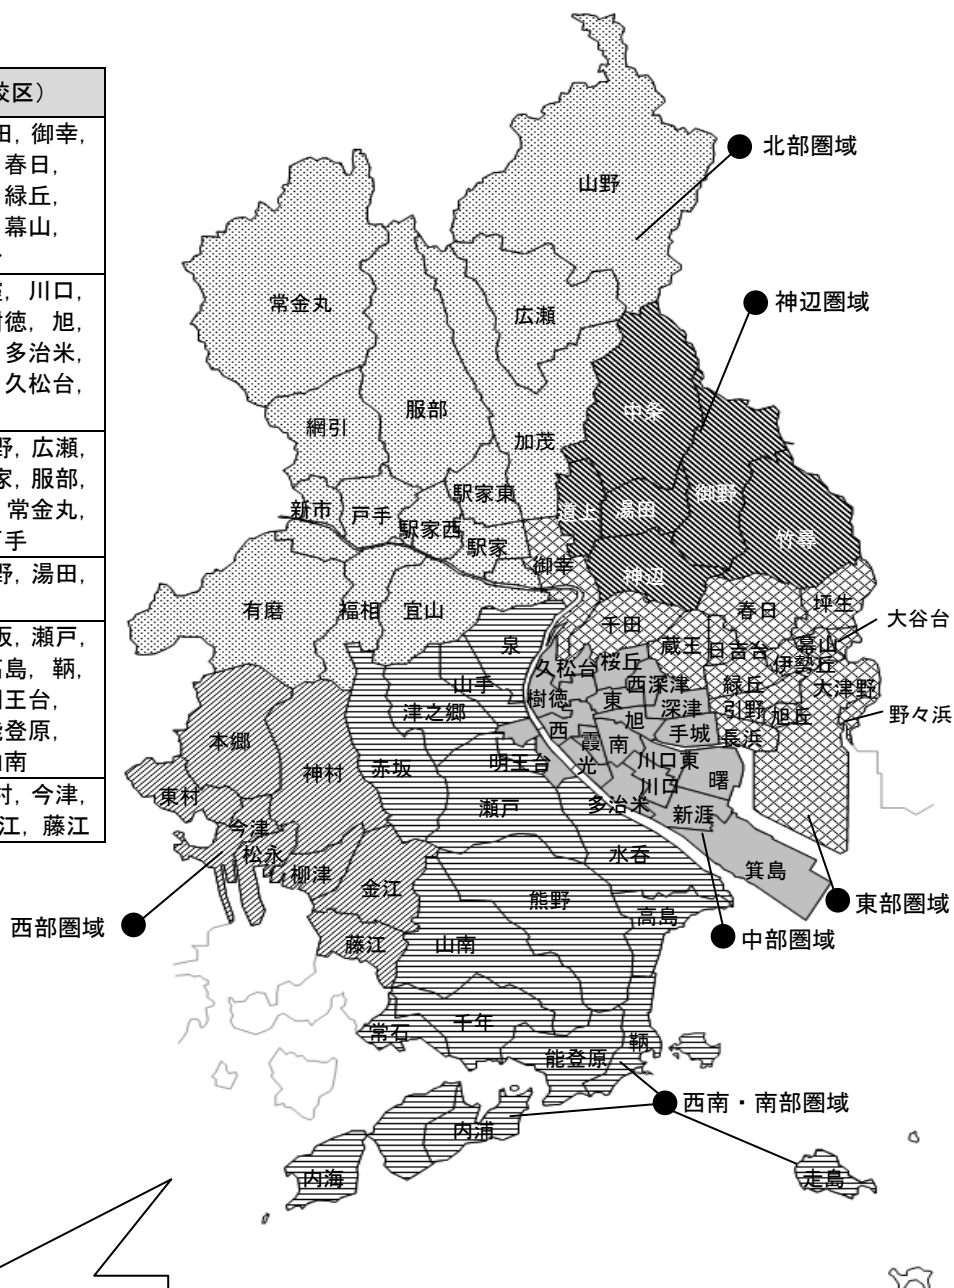 校区）
田，御幸，
春日，
緑丘，
幕山，
川口，
樹徳，旭，
多治米，
久松台，
野，広瀬，
家，服部，
常金丸，
戸手
野，湯田，
坂，瀬戸，
高島，鞆，
明王台，
能登原，
山南
村，今津，
江，藤江
北部圏域
山野
神辺圏域
常金丸
広瀬
中条
服部
網引
加茂
駅家東
御野
新市
戸手
駅家西
道上
湯田
駅家
竹尋
御幸
神辺
有磨
福相
宜山
春日
坪生
大谷台
千田
泉
蔵王
日吉台
幕山
伊勢丘
久松台
桜丘
山手
西深津
緑丘
大津野
樹徳
東
深津
引野
旭丘
野々浜
津之郷
旭
西
手城
長浜
本郷
霞
南
神村
赤坂
明王台
光
川口東
曙
東村
川口
瀬戸
多治米
新涯
今津
松永
水呑
柳津
箕島
金江
熊野
東部圏域
西部圏域
高島
中部圏域
藤江
山南
千年
常石
鞆
能登原
西南・南部圏域
内浦
内海
走島